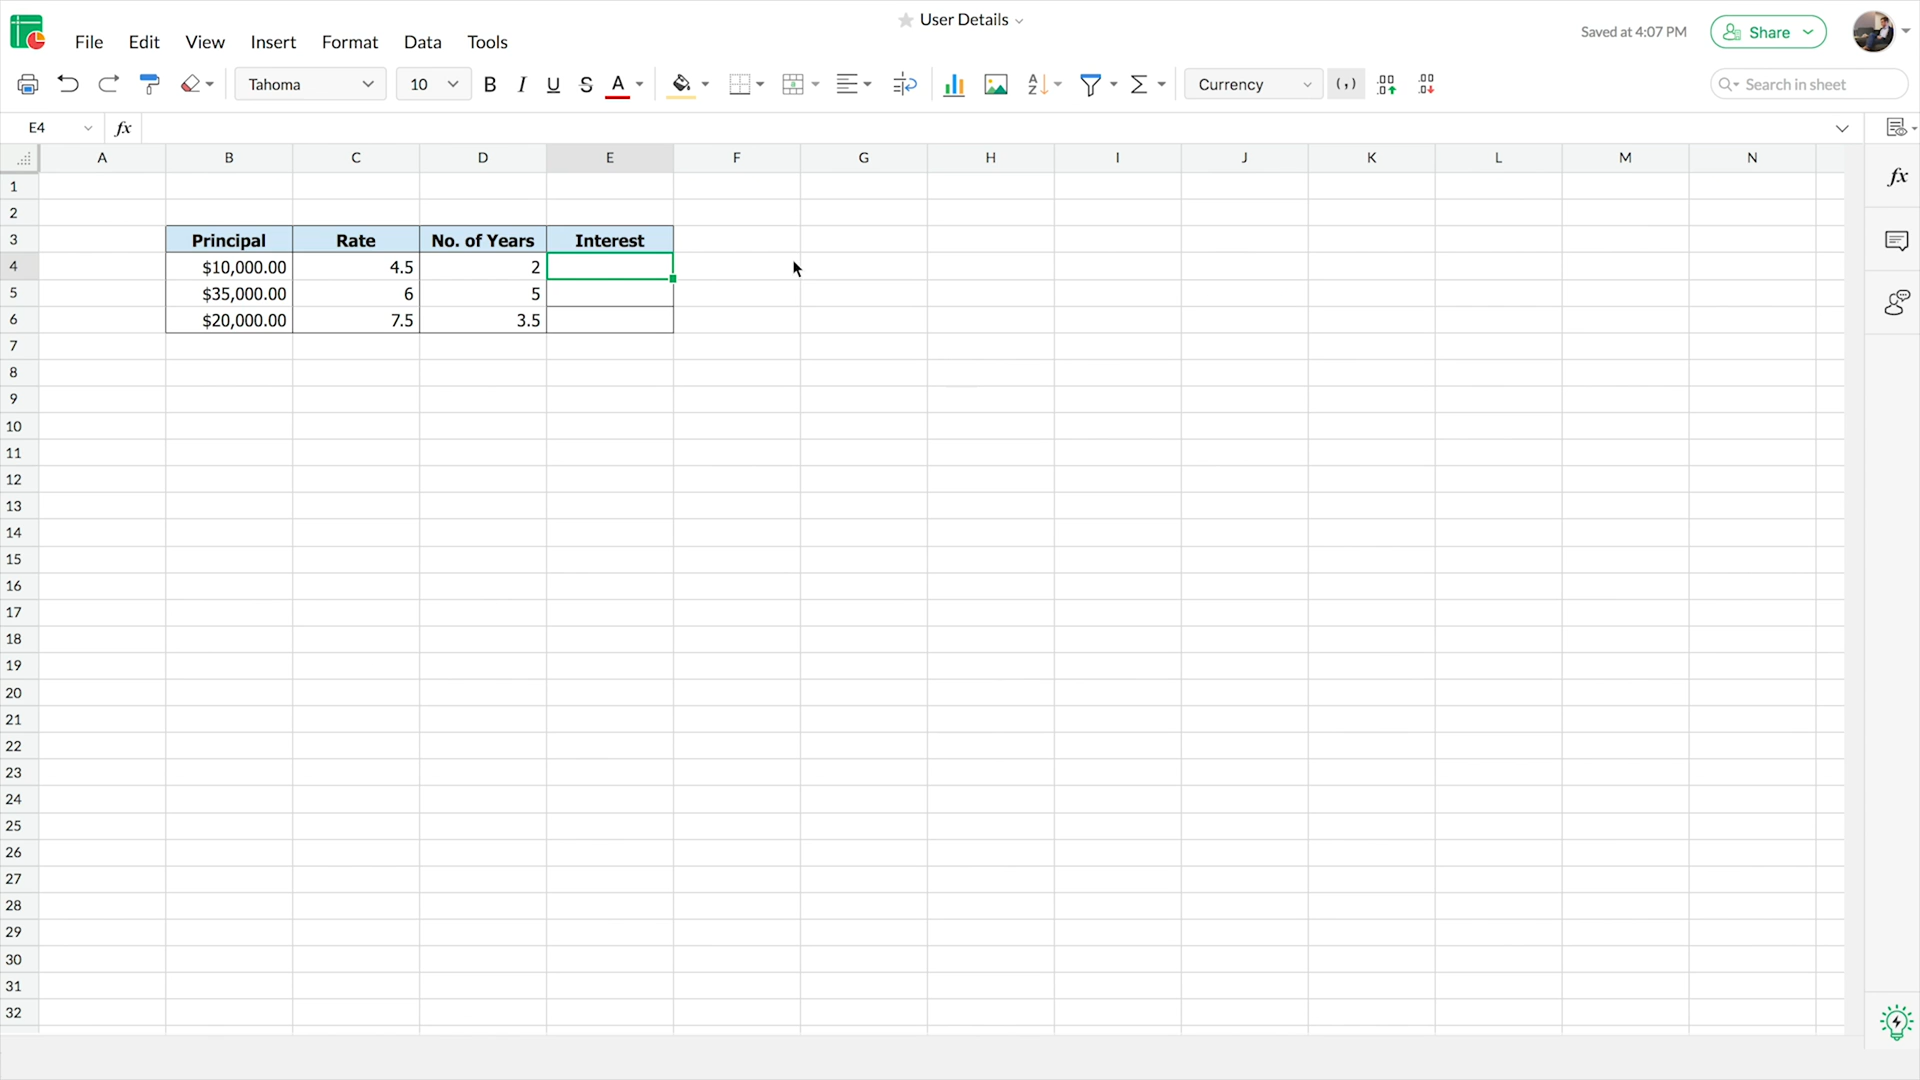 User Details
Saved at 4:07 PM
Share
File Edit View Insert Format Data Tools
Tahoma 10 B I U S A A Z Σ Currency (,) .00 .00 Search in sheet
E4 fx
A B C D E F G H I J K L M N
fx
1
2
3 Principal Rate No. of Years Interest
4 $10,000.00 4.5 2
5 $35,000.00 6 5
6 $20,000.00 7.5 3.5
7
8
9
10
11
12
13
14
15
16
17
18
19
20
21
22
23
24
25
26
27
28
29
30
31
32